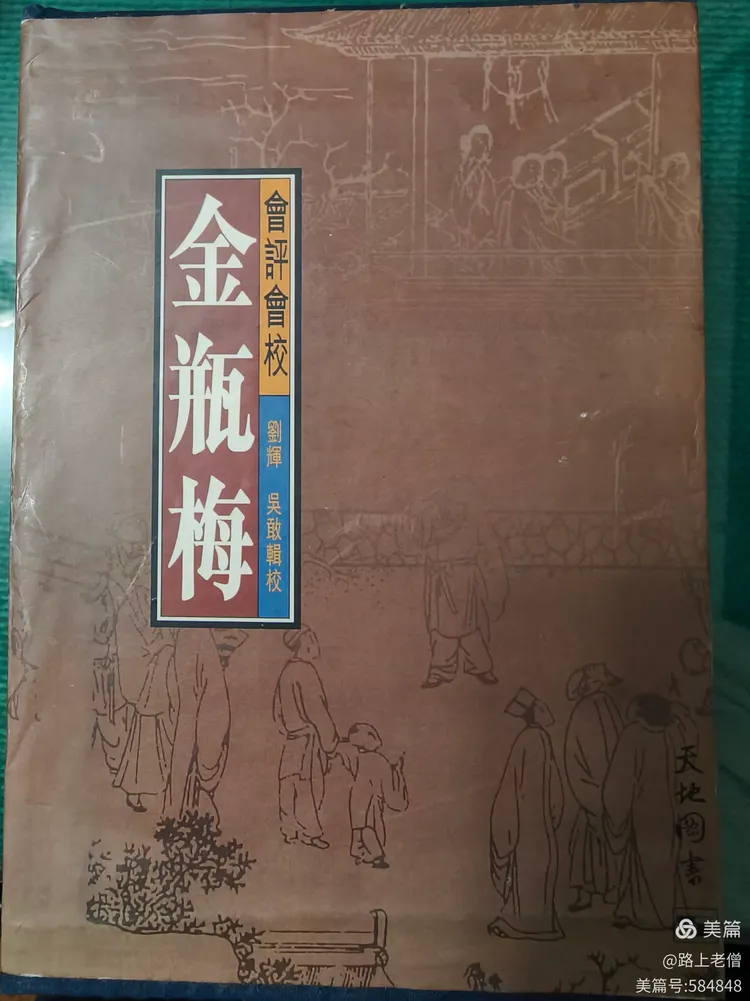 會評會校
金瓶梅
劉輝 吳敢輯校
天地圖書
美篇
@路上老僧
美篇号:584848